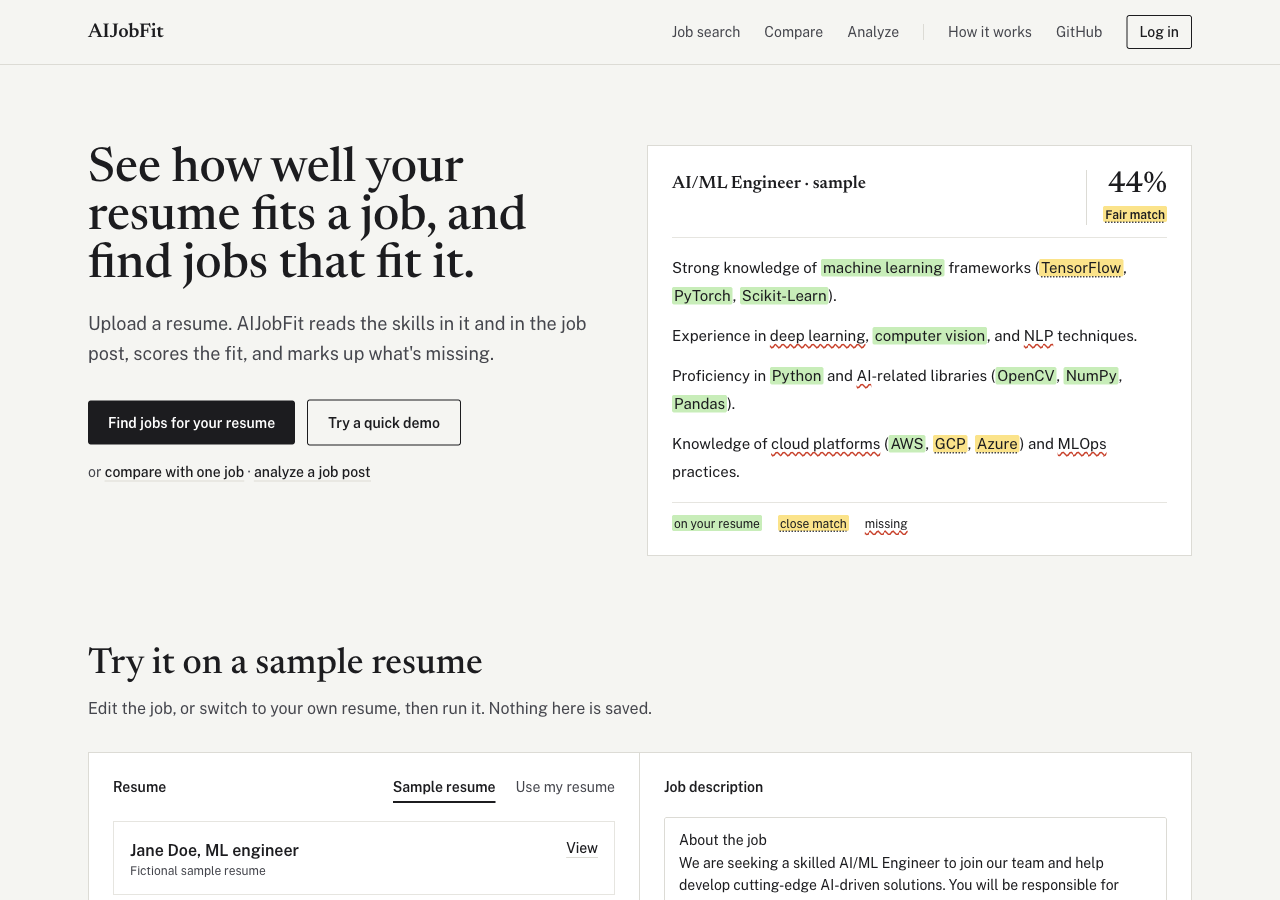 AIJobFit
Job search
Compare
Analyze
How it works
GitHub
Log in
See how well your
resume fits a job, and
find jobs that fit it.
Upload a resume. AIJobFit reads the skills in it and in the job
post, scores the fit, and marks up what's missing.
Find jobs for your resume
Try a quick demo
or compare with one job · analyze a job post
AI/ML Engineer · sample
44%
Fair match
Strong knowledge of machine learning frameworks (TensorFlow,
PyTorch, Scikit-Learn).
Experience in deep learning, computer vision, and NLP techniques.
Proficiency in Python and AI-related libraries (OpenCV, NumPy,
Pandas).
Knowledge of cloud platforms (AWS, GCP, Azure) and MLOps
practices.
on your resume
close match
missing
Try it on a sample resume
Edit the job, or switch to your own resume, then run it. Nothing here is saved.
Resume
Sample resume
Use my resume
Jane Doe, ML engineer
Fictional sample resume
View
Job description
About the job
We are seeking a skilled AI/ML Engineer to join our team and help
develop cutting-edge AI-driven solutions. You will be responsible for